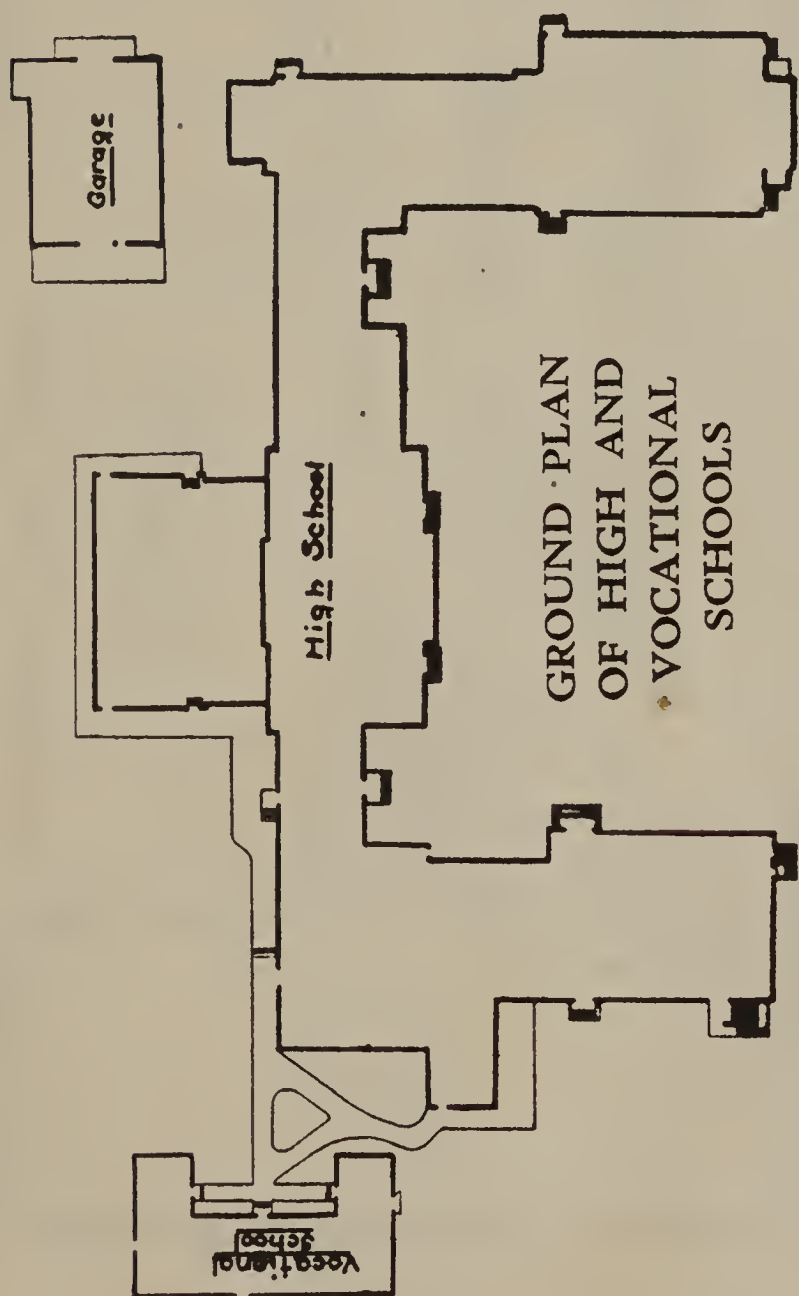 GROUND PLAN
OF HIGH AND
VOCATIONAL
SCHOOLS
Garage
High School
Vocational
School